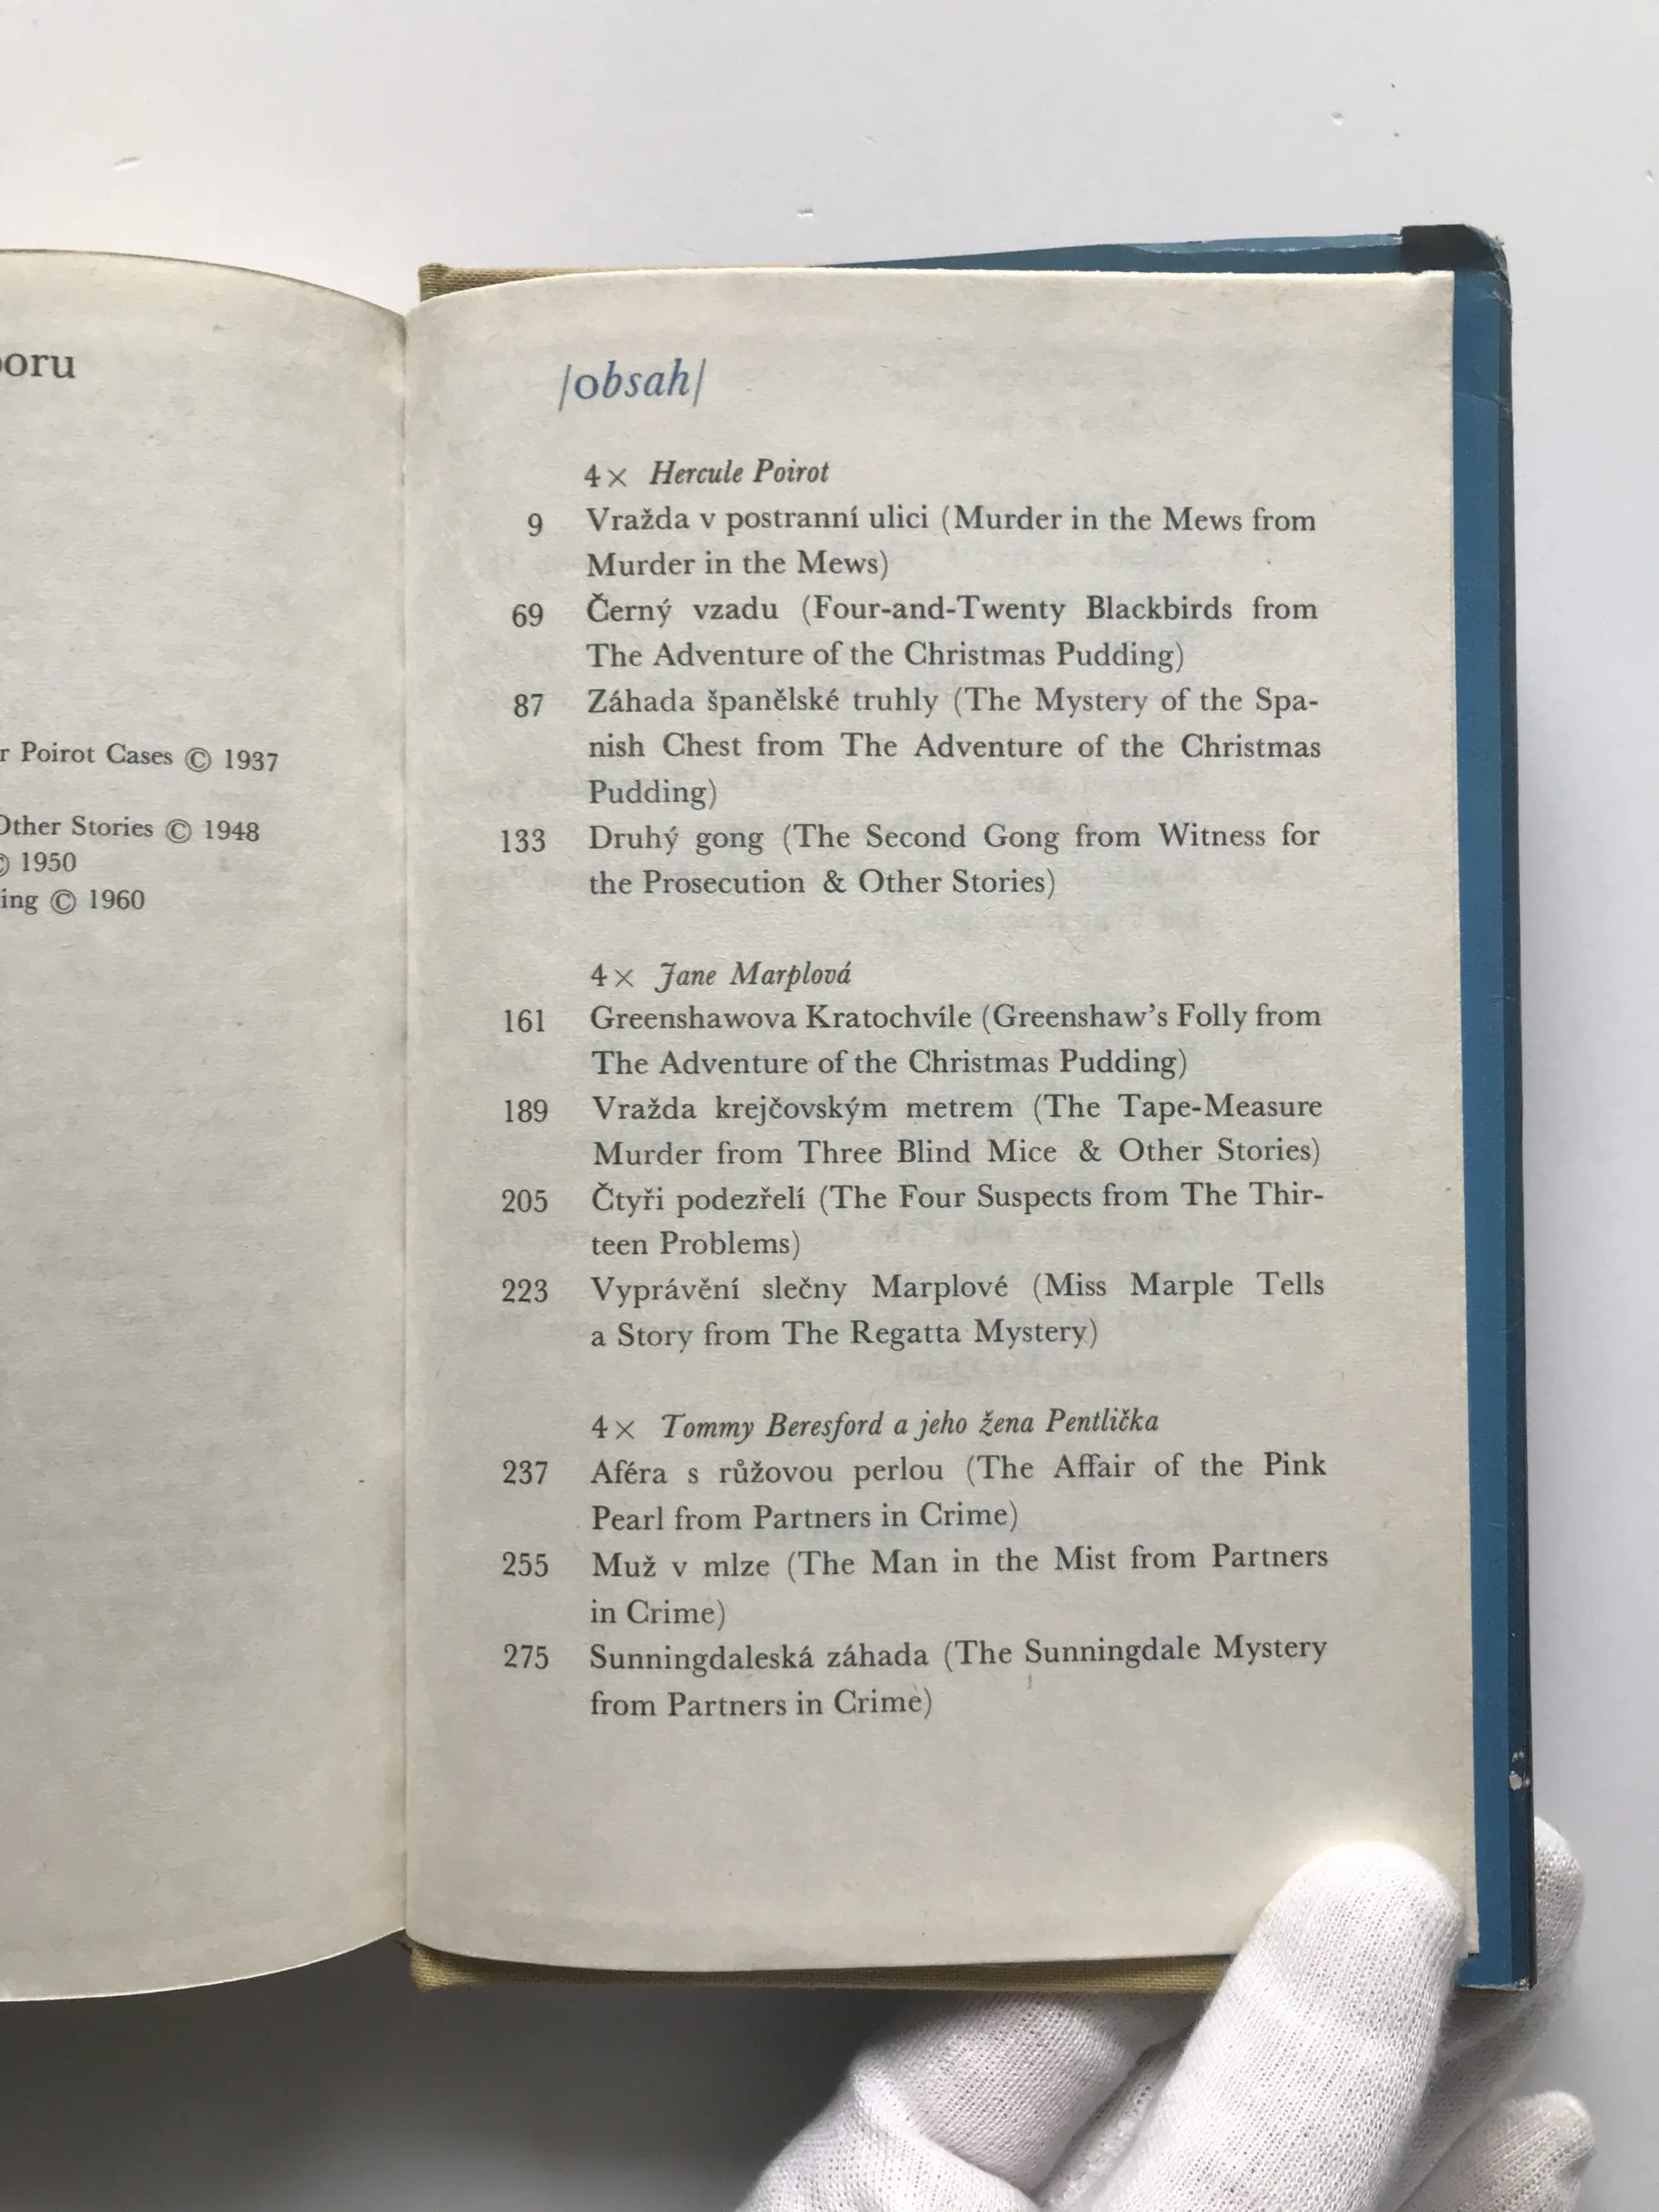 oru
r Poirot Cases © 1937
Other Stories © 1948
© 1950
ing © 1960
/obsah/
4× Hercule Poirot
9 Vražda v postranní ulici (Murder in the Mews from
Murder in the Mews)
69 Černý vzadu (Four-and-Twenty Blackbirds from
The Adventure of the Christmas Pudding)
87 Záhada španělské truhly (The Mystery of the Spa-
nish Chest from The Adventure of the Christmas
Pudding)
133 Druhý gong (The Second Gong from Witness for
the Prosecution & Other Stories)
4× Jane Marplová
161 Greenshawova Kratochvíle (Greenshaw's Folly from
The Adventure of the Christmas Pudding)
189 Vražda krejčovským metrem (The Tape-Measure
Murder from Three Blind Mice & Other Stories)
205 Čtyři podezřelí (The Four Suspects from The Thir-
teen Problems)
223 Vyprávění slečny Marplové (Miss Marple Tells
a Story from The Regatta Mystery)
4× Tommy Beresford a jeho žena Pentlička
237 Aféra s růžovou perlou (The Affair of the Pink
Pearl from Partners in Crime)
255 Muž v mlze (The Man in the Mist from Partners
in Crime)
275 Sunningdaleská záhada (The Sunningdale Mystery
from Partners in Crime)